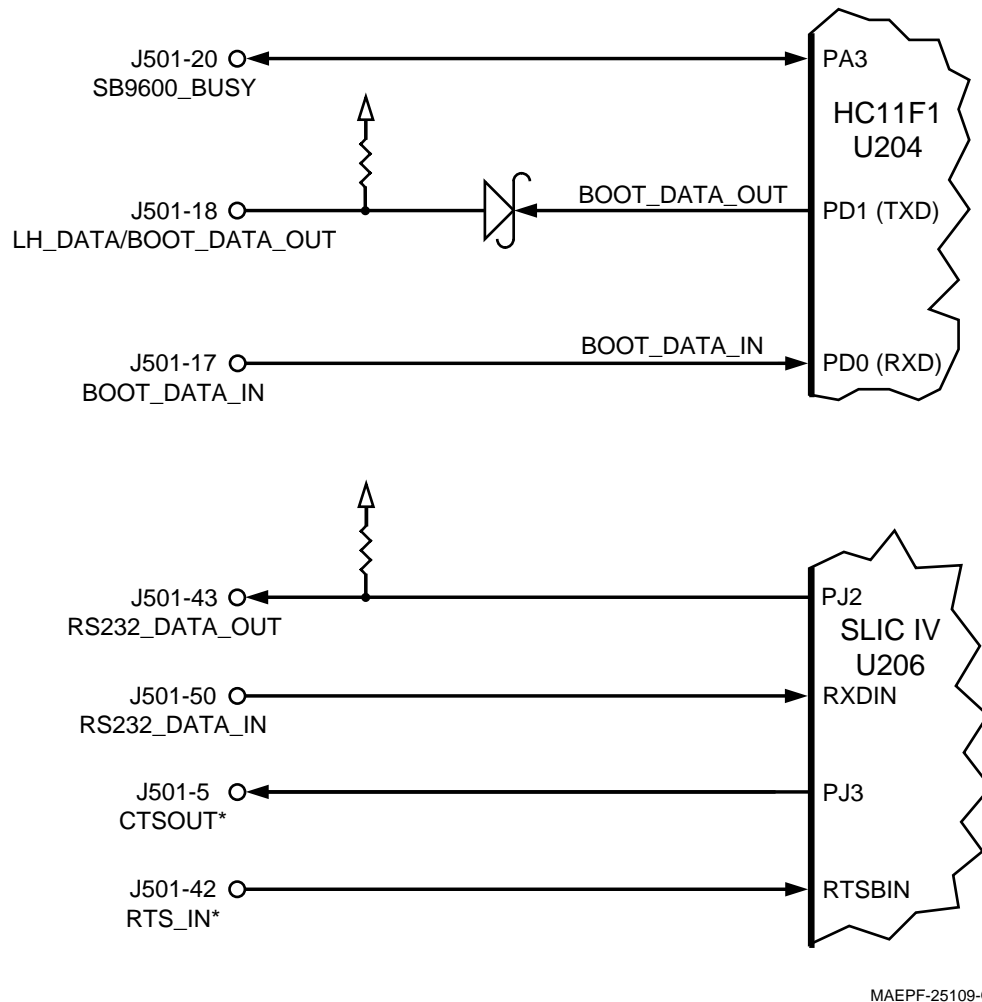 J501-20
SB9600_BUSY
PA3
HC11F1
U204
BOOT_DATA_OUT
J501-18
LH_DATA/BOOT_DATA_OUT
PD1 (TXD)
BOOT_DATA_IN
J501-17
BOOT_DATA_IN
PD0 (RXD)
J501-43
RS232_DATA_OUT
PJ2
SLIC IV
U206
J501-50
RS232_DATA_IN
RXDIN
J501-5
CTSOUT*
PJ3
J501-42
RTS_IN*
RTSBIN
MAEPF-25109-